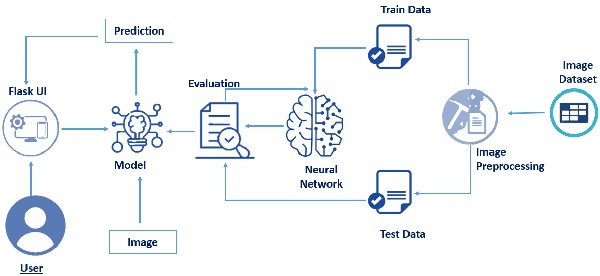 Train Data
Prediction
Image
Dataset
Evaluation
Flask UI
Model
Neural
Network
Image
Preprocessing
Test Data
Image
User